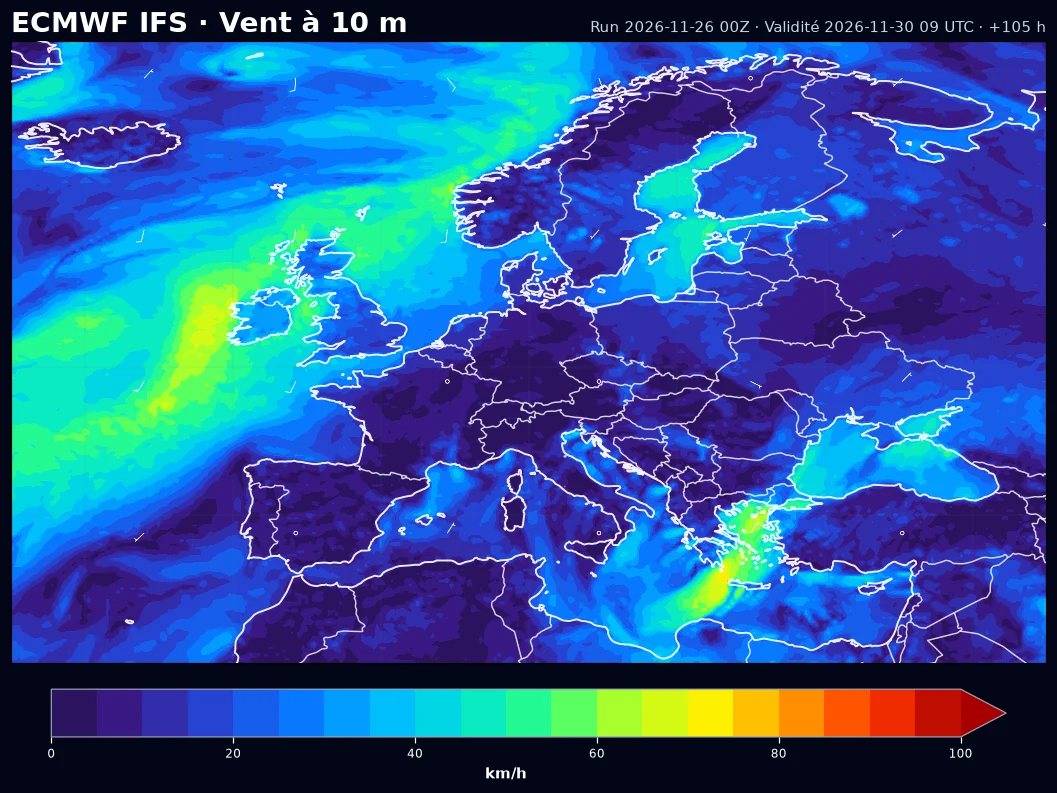 ECMWF IFS · Vent à 10 m
Run 2026-11-26 00Z · Validité 2026-11-30 09 UTC · +105 h
0 20 40 60 80 100
km/h